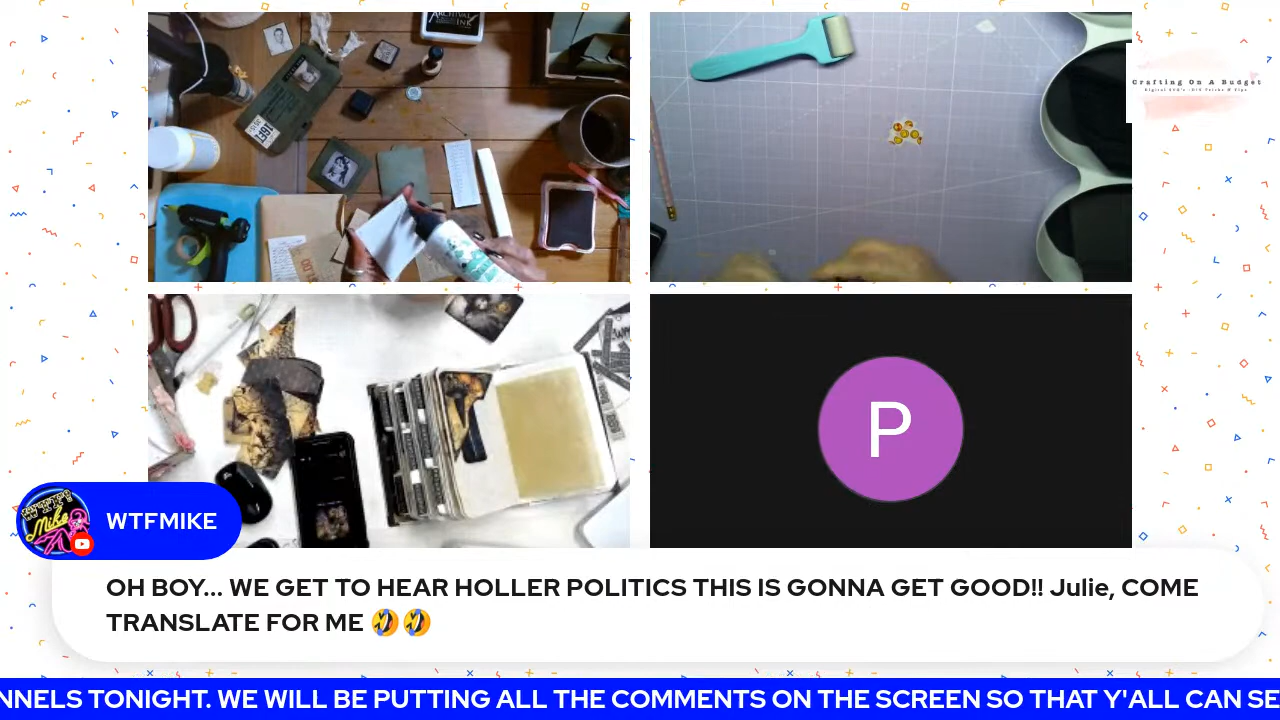 ARCHIVAL
INK
Crafting On A Budget
P
WTFMIKE
OH BOY... WE GET TO HEAR HOLLER POLITICS THIS IS GONNA GET GOOD!! Julie, COME
TRANSLATE FOR ME 🤣🤣
NNELS TONIGHT. WE WILL BE PUTTING ALL THE COMMENTS ON THE SCREEN SO THAT Y'ALL CAN SE